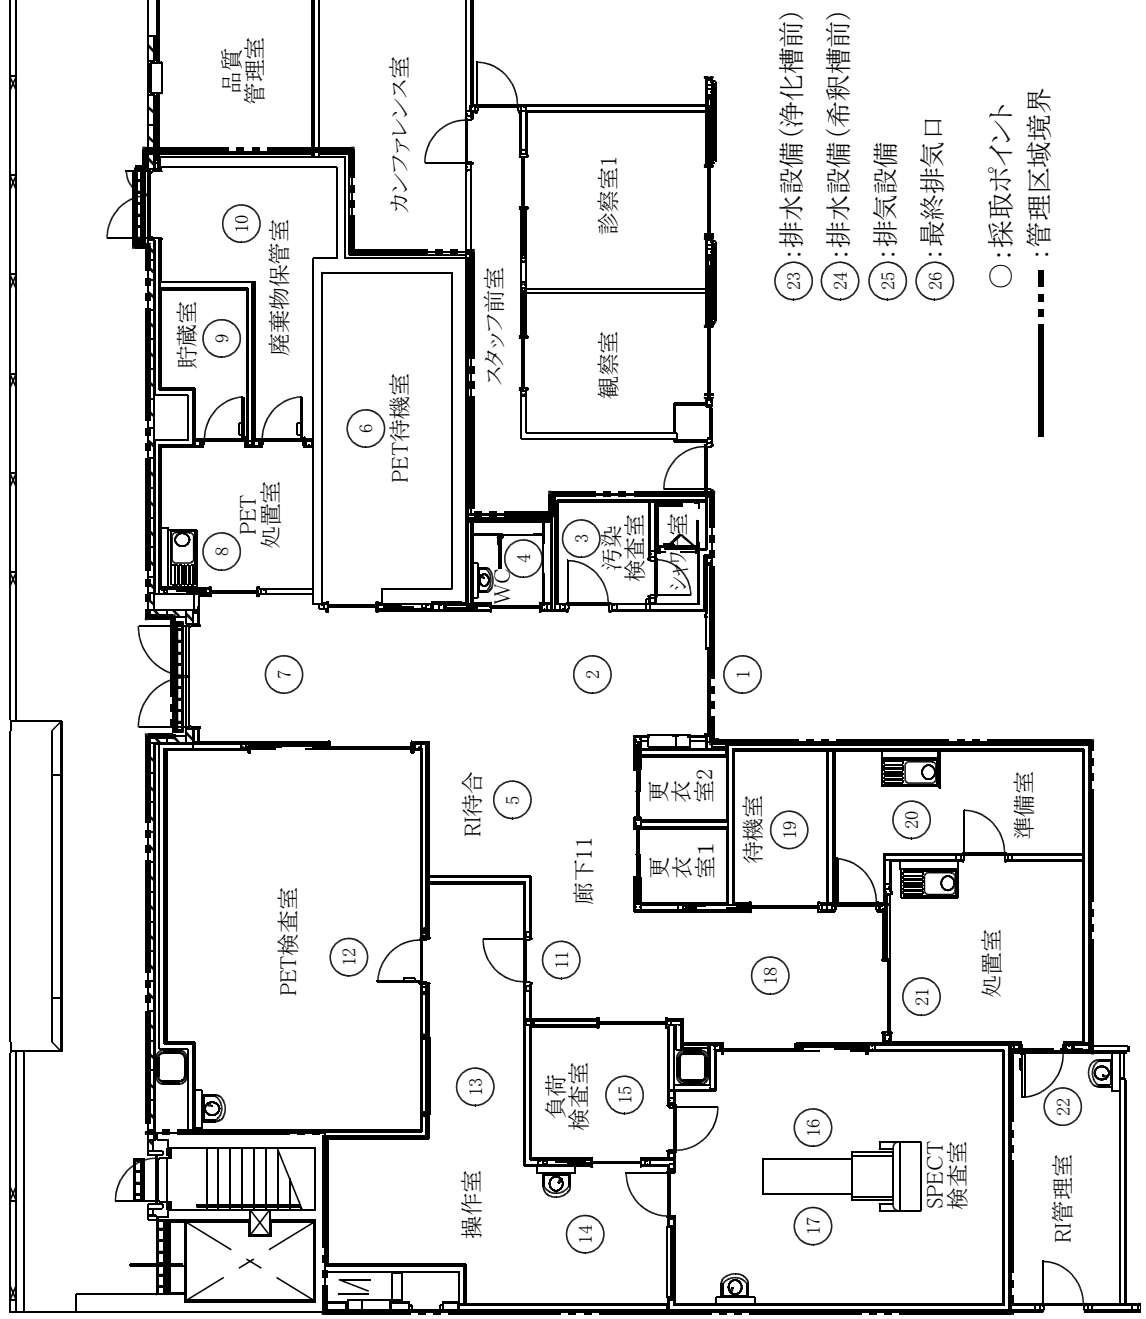 品質
管理室
カンファレンス室
⑩
廃棄物保管室
貯蔵室
⑨
⑧
PET
処置室
⑥
PET待機室
スタッフ前室
診察室1
観察室
④
WC
③
汚染
検査室
シャワー室
⑦
②
①
PET検査室
⑫
RI待合
⑤
廊下11
⑪
更衣
室2
更衣
室1
待機室
⑲
⑳
準備室
⑱
㉑
処置室
⑬
操作室
⑭
負荷
検査室
⑮
⑯
⑰
SPECT
検査室
㉒
RI管理室
㉓:排水設備(浄化槽前)
㉔:排水設備(希釈槽前)
㉕:排気設備
㉖:最終排気口
○:採取ポイント
:管理区域境界